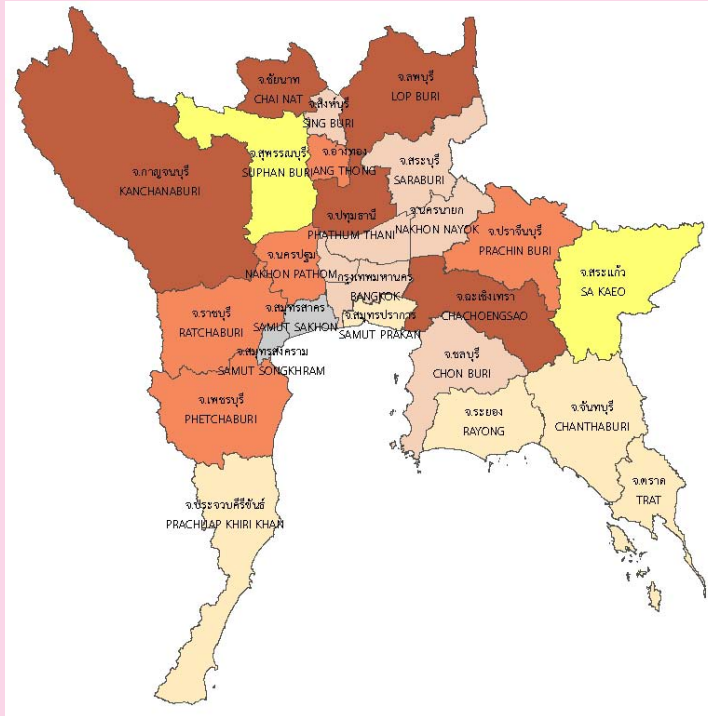 จ.ชัยนาท
CHAI NAT
จ.ลพบุรี
LOP BURI
จ.สิงห์บุรี
SING BURI
จ.สุพรรณบุรี
SUPHAN BURI
จ.อ่างทอง
ANG THONG
จ.สระบุรี
SARABURI
จ.กาญจนบุรี
KANCHANABURI
จ.ปทุมธานี
PHATHUM THANI
จ.นครนายก
NAKHON NAYOK
จ.ปราจีนบุรี
PRACHIN BURI
จ.นครปฐม
NAKHON PATHOM
กรุงเทพมหานคร
BANGKOK
จ.สระแก้ว
SA KAEO
จ.ฉะเชิงเทรา
CHACHOENGSAO
จ.ราชบุรี
RATCHABURI
จ.สมุทรสาคร
SAMUT SAKHON
จ.สมุทรปราการ
SAMUT PRAKAN
จ.สมุทรสงคราม
SAMUT SONGKHRAM
จ.ชลบุรี
CHON BURI
จ.เพชรบุรี
PHETCHABURI
จ.ระยอง
RAYONG
จ.จันทบุรี
CHANTHABURI
จ.ตราด
TRAT
จ.ประจวบคีรีขันธ์
PRACHUAP KHIRI KHAN